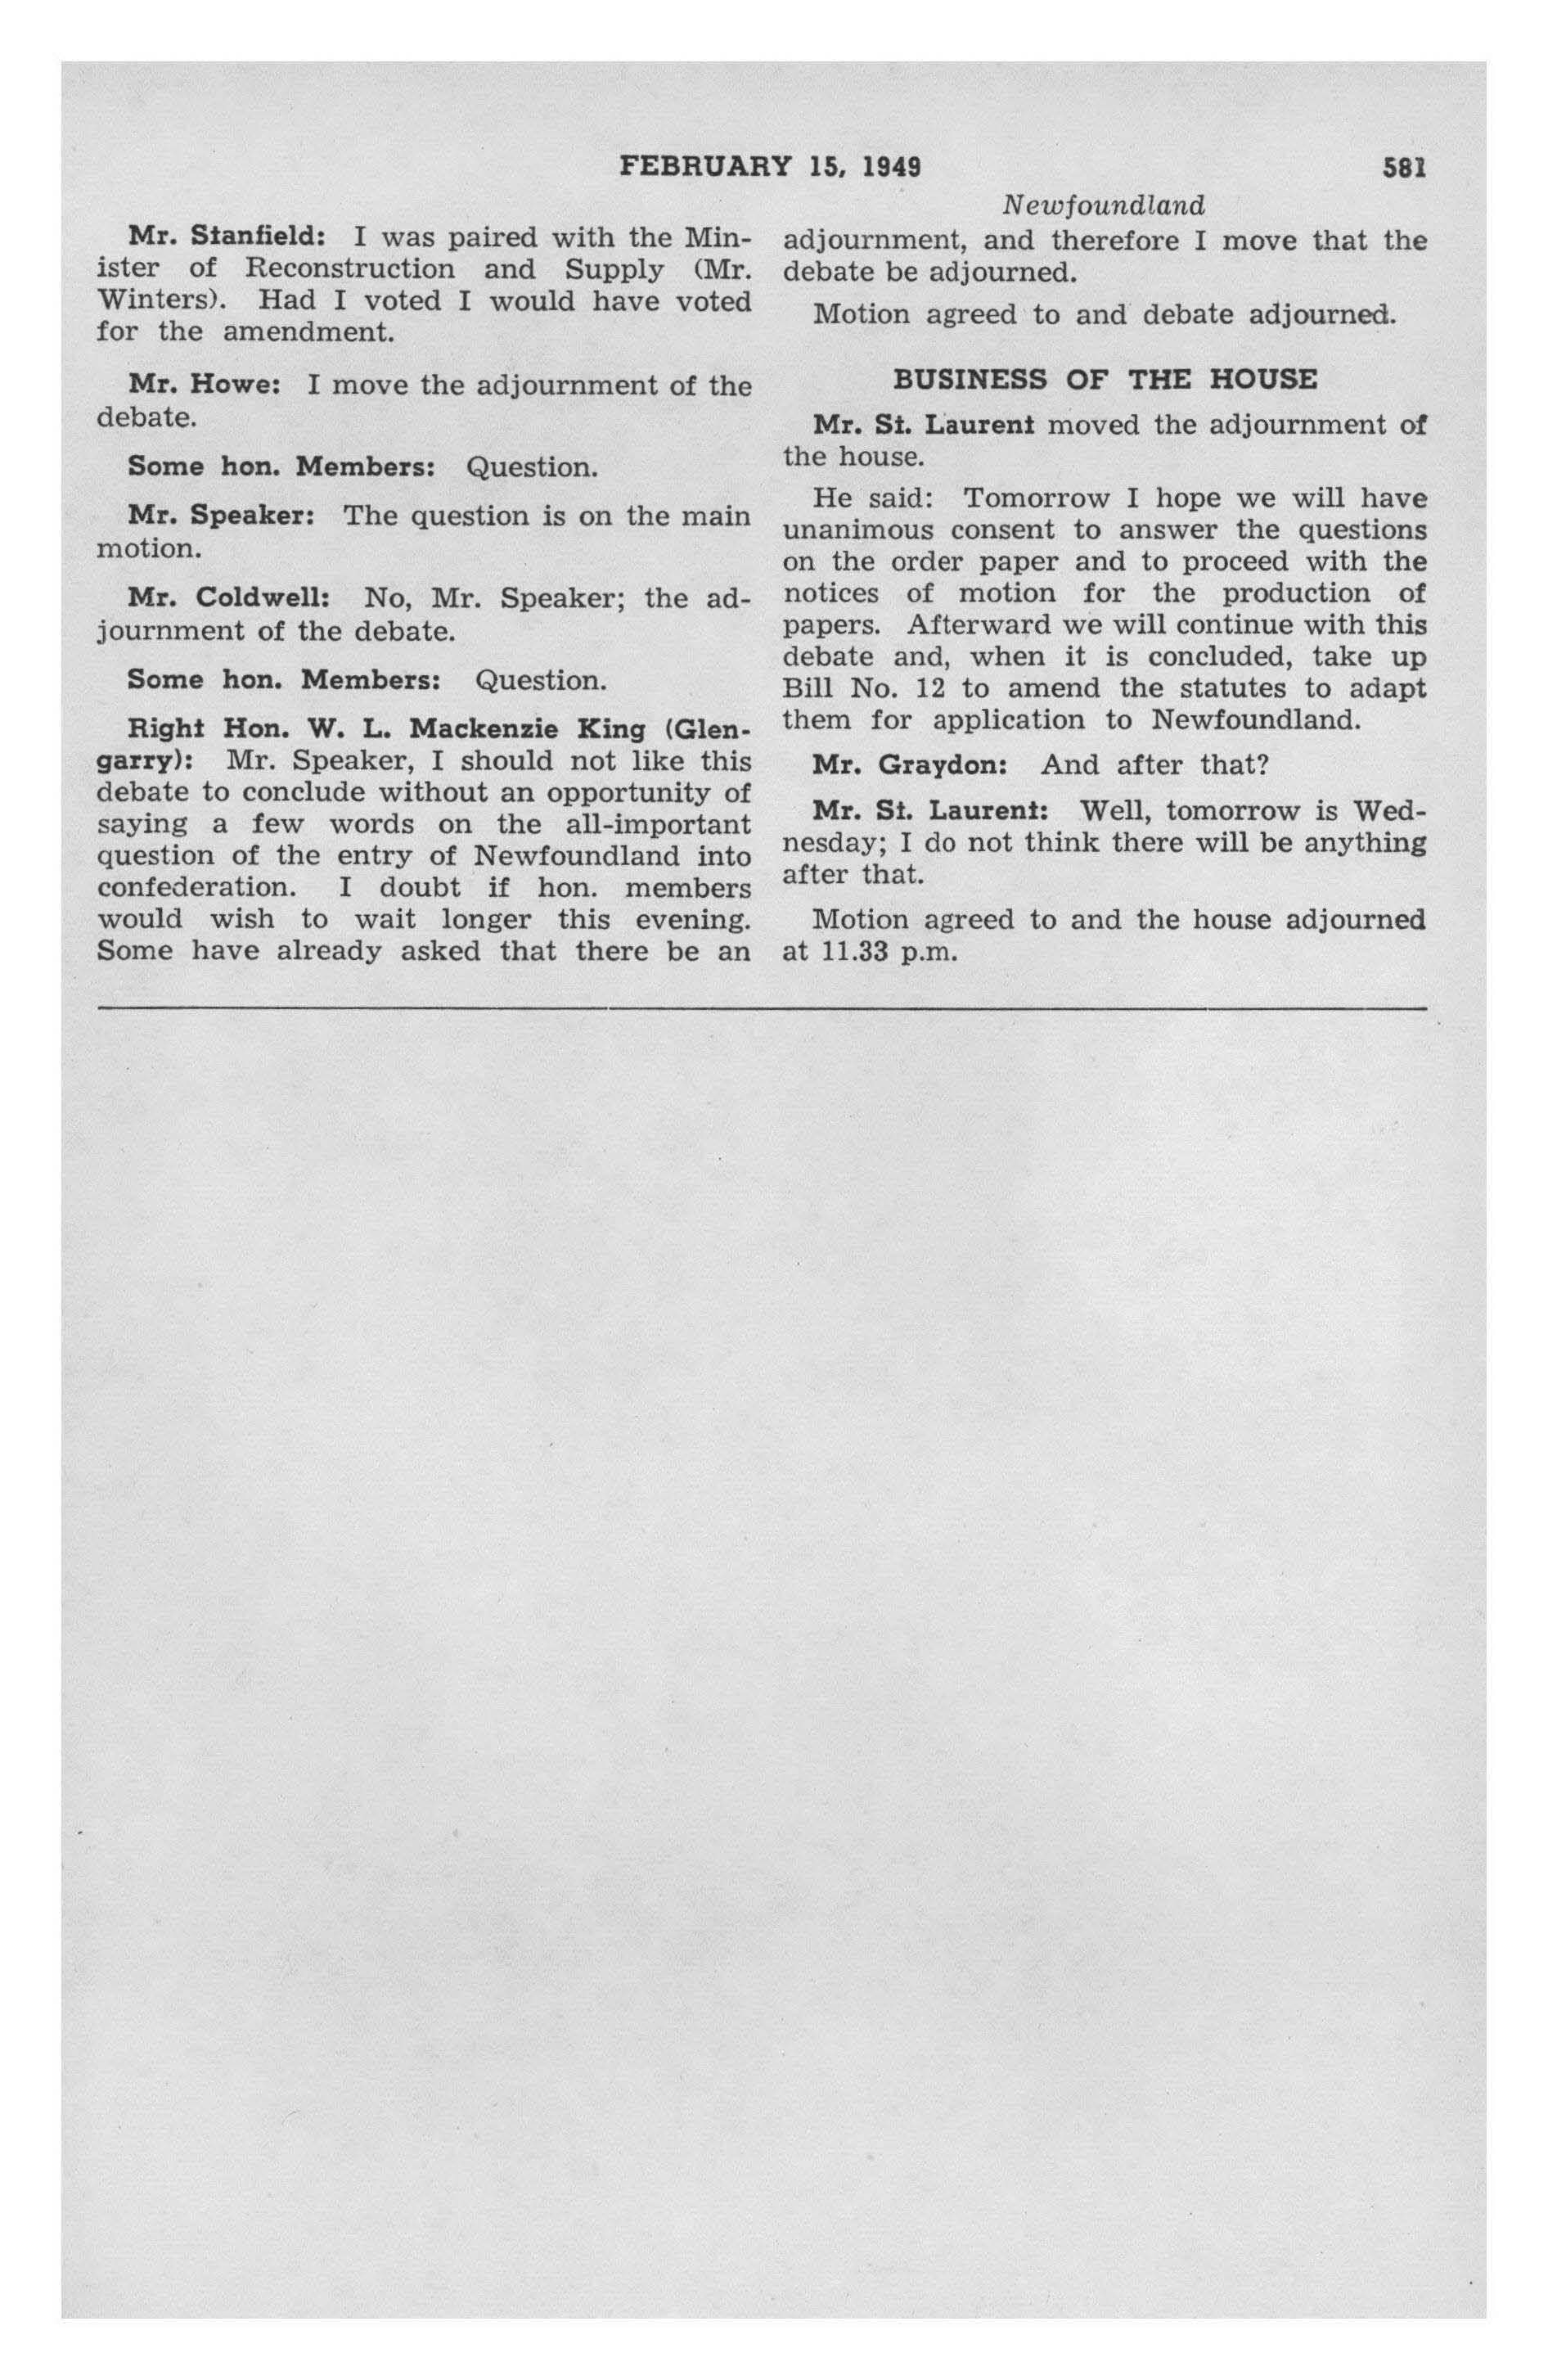 FEBRUARY 15, 1949 581
Mr. Stanfield: I was paired with the Min-
ister of Reconstruction and Supply (Mr.
Winters). Had I voted I would have voted
for the amendment.
Mr. Howe: I move the adjournment of the
debate.
Some hon. Members: Question.
Mr. Speaker: The question is on the main
motion.
Mr. Coldwell: No, Mr. Speaker; the ad-
journment of the debate.
Some hon. Members: Question.
Right Hon. W. L. Mackenzie King (Glen-
garry): Mr. Speaker, I should not like this
debate to conclude without an opportunity of
saying a few words on the all-important
question of the entry of Newfoundland into
confederation. I doubt if hon. members
would wish to wait longer this evening.
Some have already asked that there be an
Newfoundland
adjournment, and therefore I move that the
debate be adjourned.
Motion agreed to and debate adjourned.
BUSINESS OF THE HOUSE
Mr. St. Laurent moved the adjournment of
the house.
He said: Tomorrow I hope we will have
unanimous consent to answer the questions
on the order paper and to proceed with the
notices of motion for the production of
papers. Afterward we will continue with this
debate and, when it is concluded, take up
Bill No. 12 to amend the statutes to adapt
them for application to Newfoundland.
Mr. Graydon: And after that?
Mr. St. Laurent: Well, tomorrow is Wed-
nesday; I do not think there will be anything
after that.
Motion agreed to and the house adjourned
at 11.33 p.m.